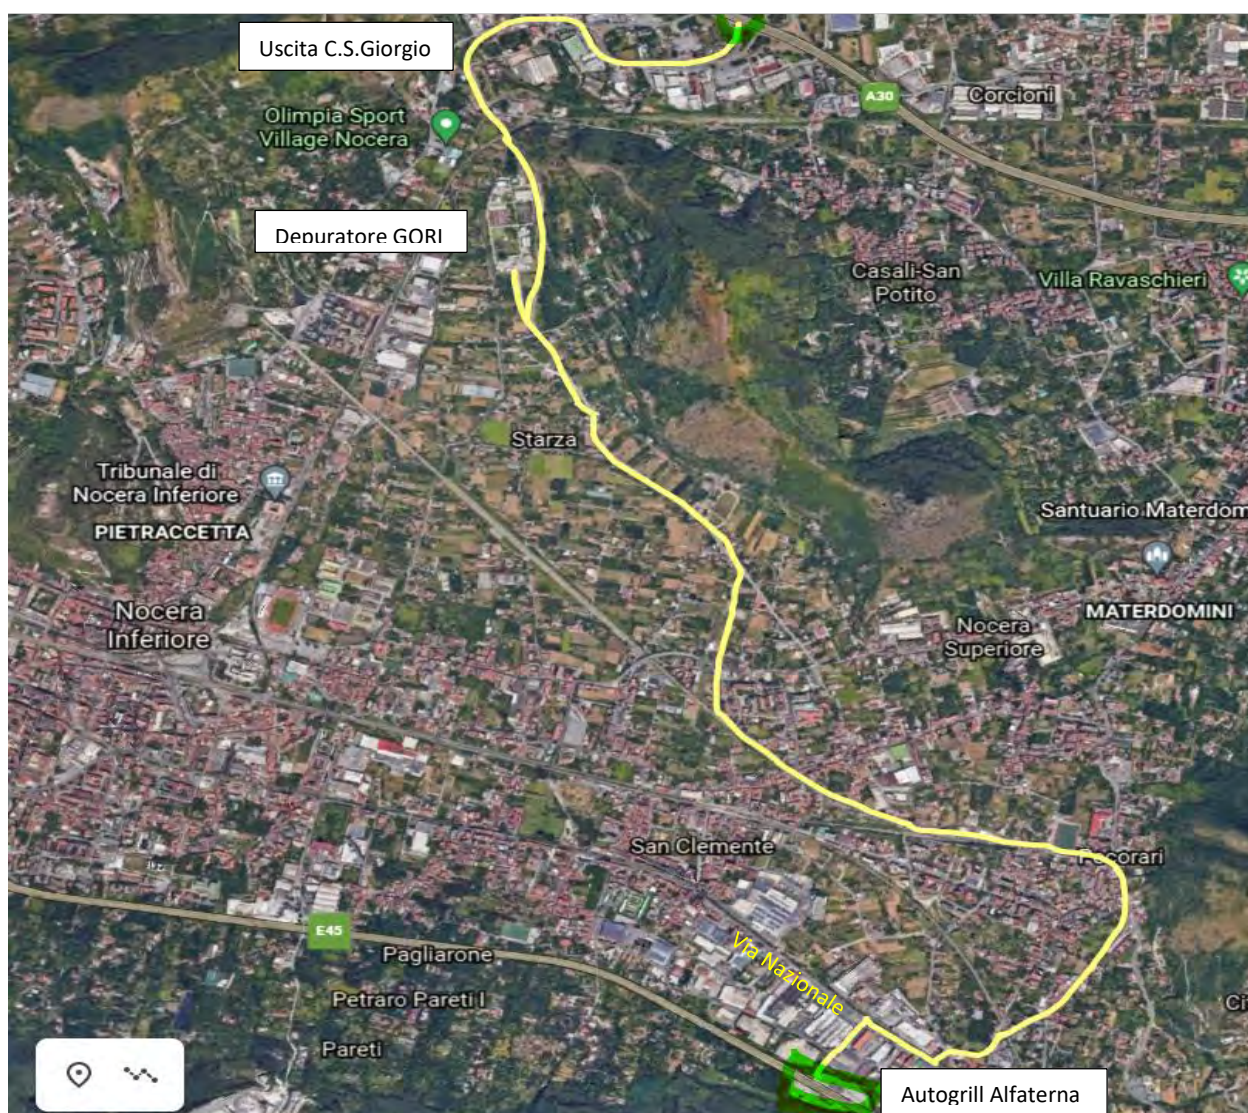 Uscita C.S.Giorgio
A30
Corcioni
Olimpia Sport
Village Nocera
Depuratore GORI
Casali-San
Potito
Villa Ravaschieri
Starza
Tribunale di
Nocera Inferiore
PIETRACCETTA
Santuario Materdom
MATERDOMINI
Nocera
Inferiore
Nocera
Superiore
San Clemente
Pecorari
E45
Pagliarone
Via Nazionale
Petraro Pareti I
Ci
Pareti
Autogrill Alfaterna